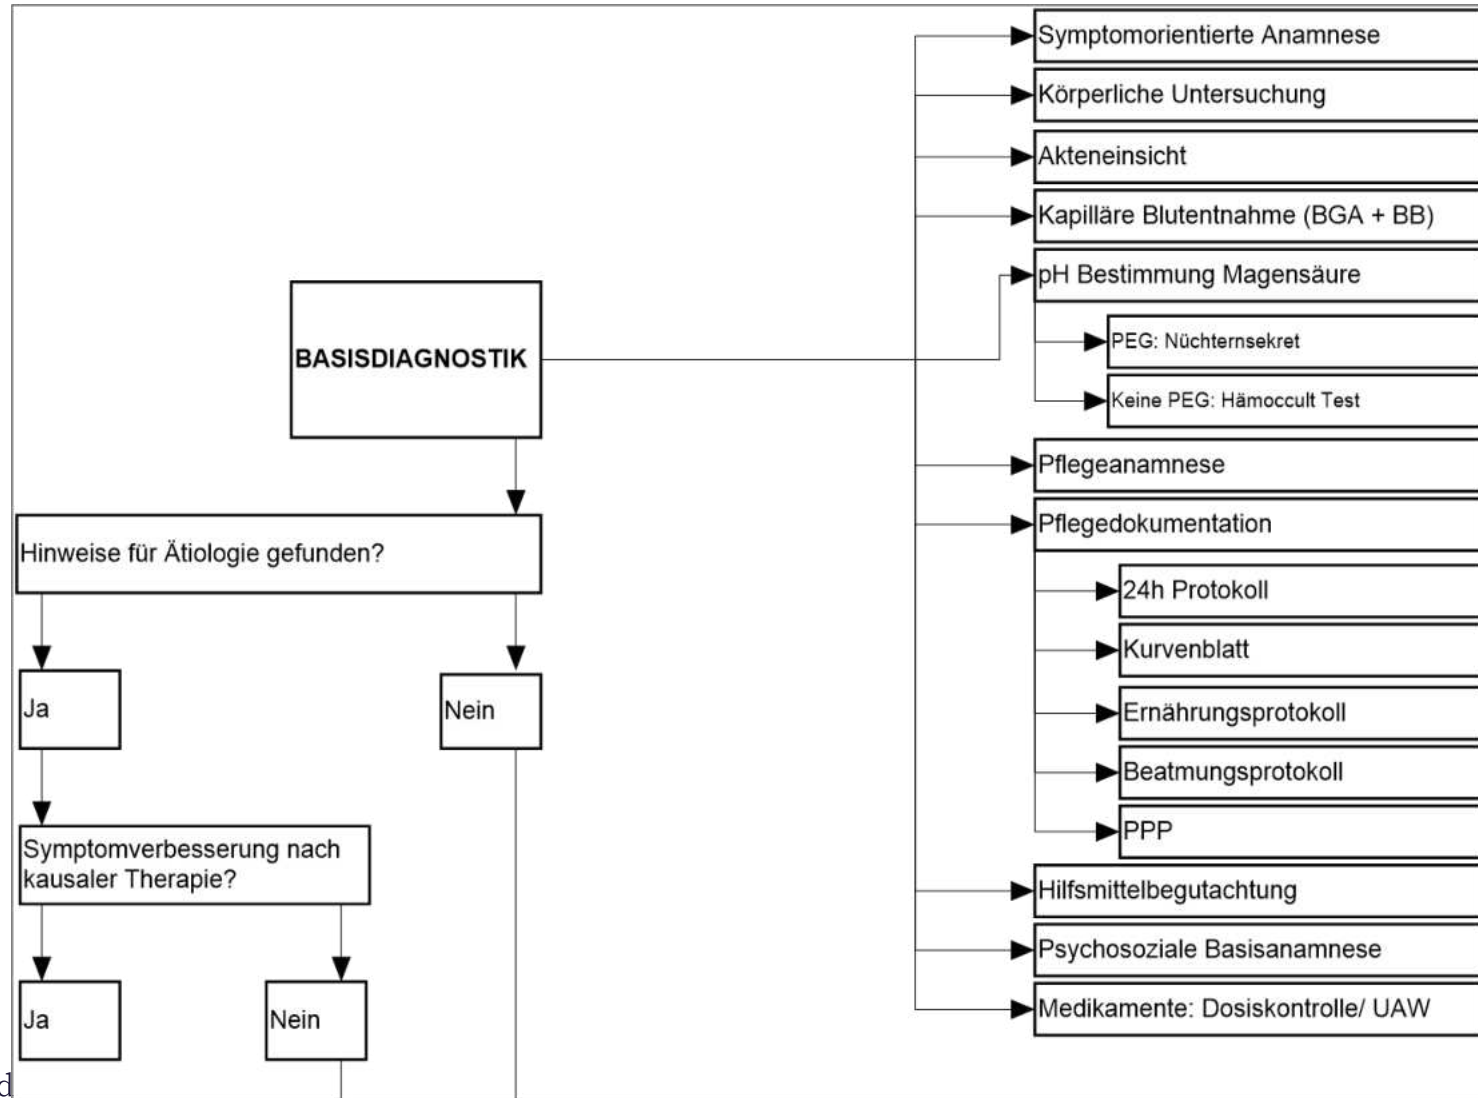 Symptomorientierte Anamnese
Körperliche Untersuchung
Akteneinsicht
Kapilläre Blutentnahme (BGA + BB)
pH Bestimmung Magensäure
PEG: Nüchternsekret
Keine PEG: Hämoccult Test
BASISDIAGNOSTIK
Pflegeanamnese
Pflegedokumentation
24h Protokoll
Kurvenblatt
Ernährungsprotokoll
Beatmungsprotokoll
PPP
Hilfsmittelbegutachtung
Psychosoziale Basisanamnese
Medikamente: Dosiskontrolle/ UAW
Hinweise für Ätiologie gefunden?
Ja
Nein
Symptomverbesserung nach
kausaler Therapie?
Ja
Nein
d